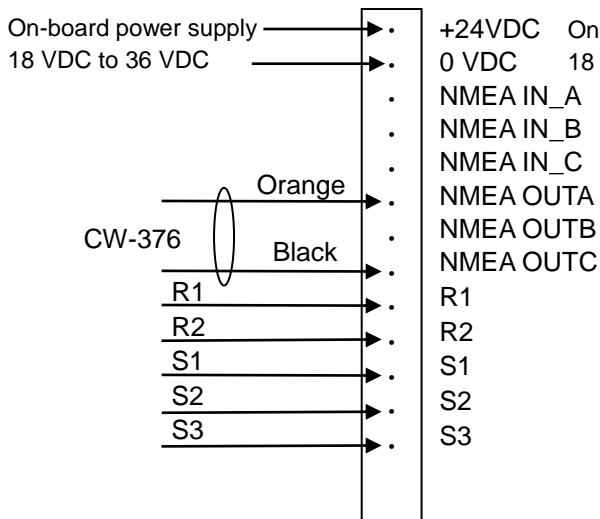 On-board power supply
18 VDC to 36 VDC
Orange
CW-376
Black
R1
R2
S1
S2
S3
+24VDC On
0 VDC 18
NMEA IN_A
NMEA IN_B
NMEA IN_C
NMEA OUTA
NMEA OUTB
NMEA OUTC
R1
R2
S1
S2
S3